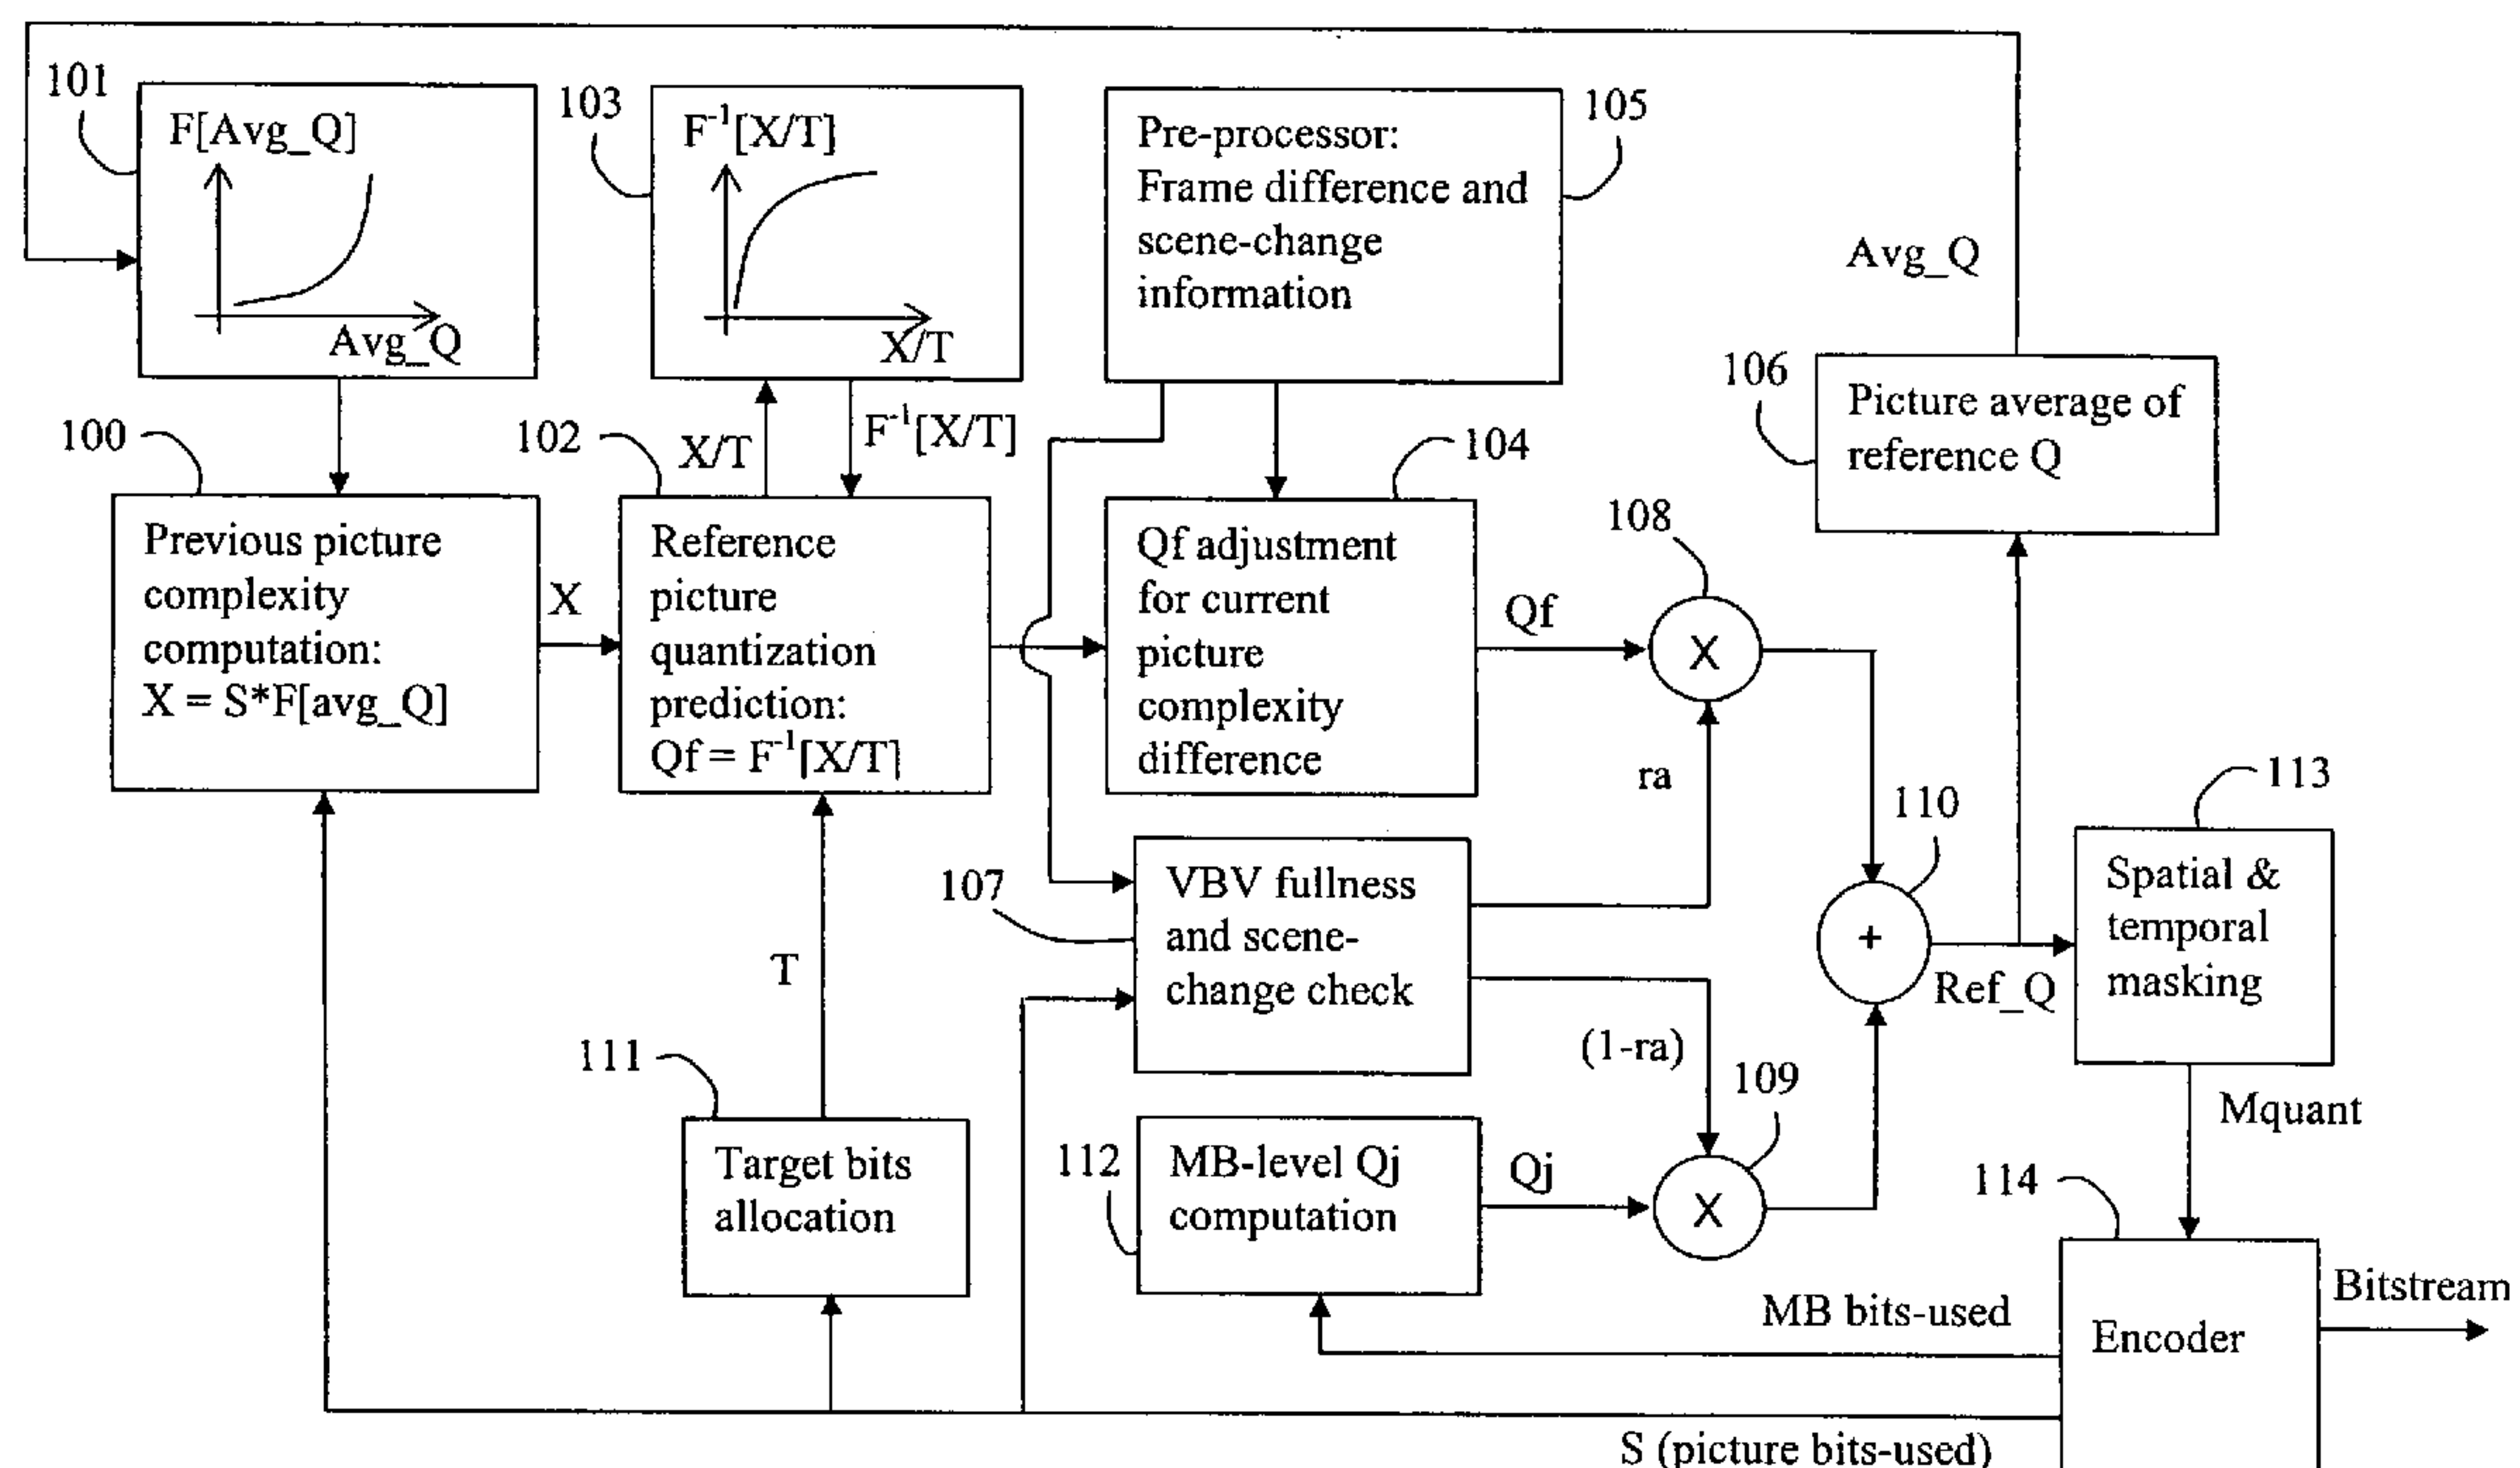 101
F[Avg_Q]
Avg_Q
103
F⁻¹[X/T]
X/T
Pre-processor:
Frame difference and
scene-change
information
105
Avg_Q
106
Picture average of
reference Q
100
Previous picture
complexity
computation:
X = S*F[avg_Q]
X
102
X/T
F⁻¹[X/T]
Reference
picture
quantization
prediction:
Qf = F⁻¹[X/T]
104
Qf adjustment
for current
picture
complexity
difference
Qf
108
X
ra
110
+
Ref_Q
113
Spatial &
temporal
masking
Mquant
107
VBV fullness
and scene-
change check
(1-ra)
109
X
T
111
Target bits
allocation
112
MB-level Qj
computation
Qj
114
Encoder
Bitstream
MB bits-used
S (picture bits-used)